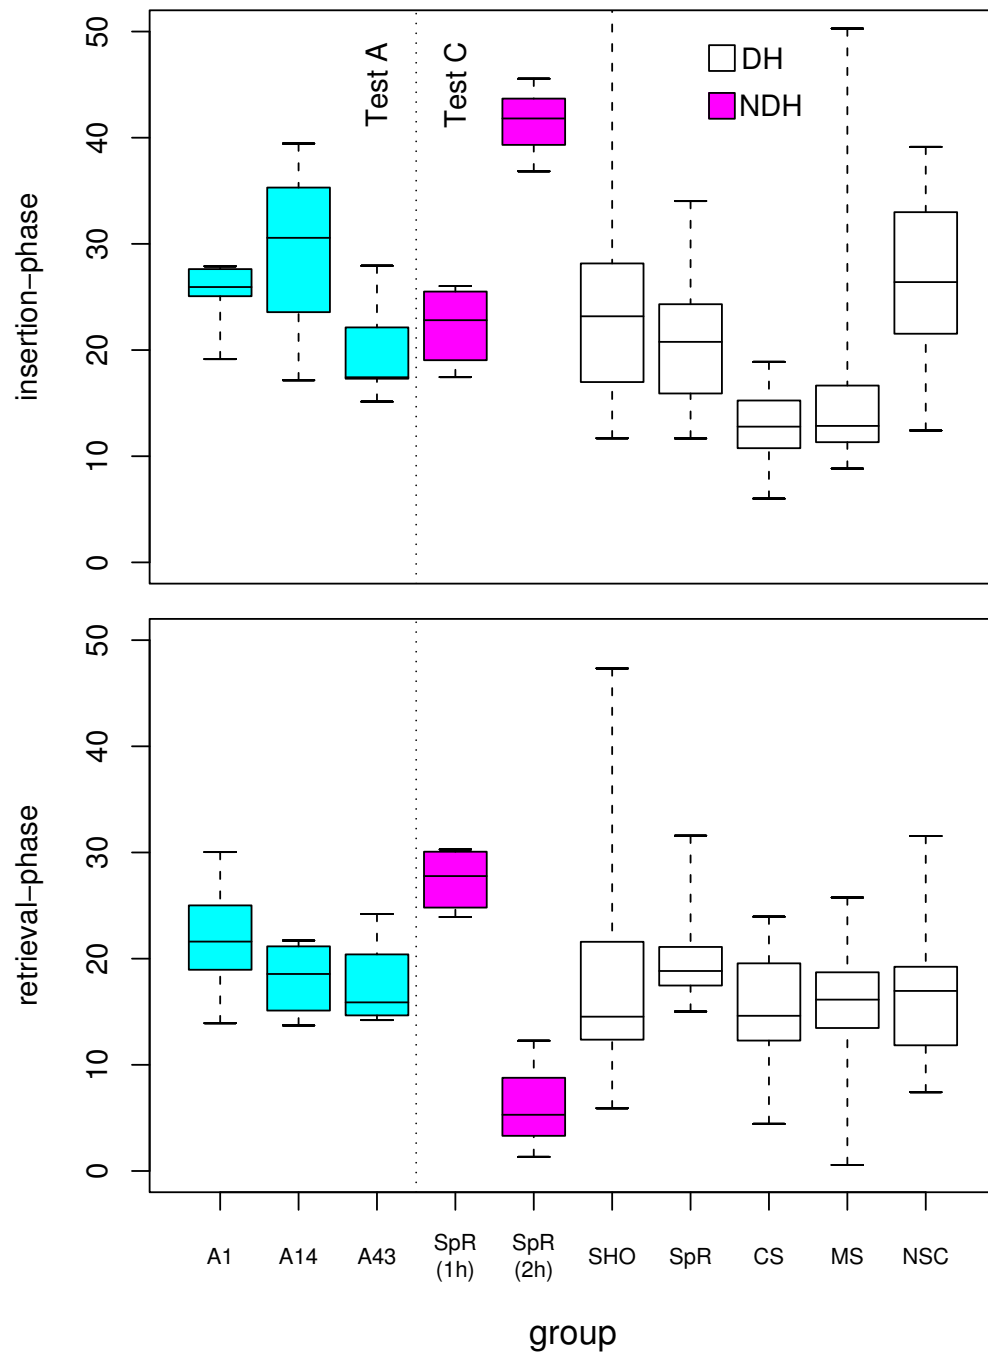 50
40
30
20
10
0
insertion−phase
Test A
Test C
DH
NDH
50
40
30
20
10
0
retrieval−phase
A1
A14
A43
SpR
(1h)
SpR
(2h)
SHO
SpR
CS
MS
NSC
group